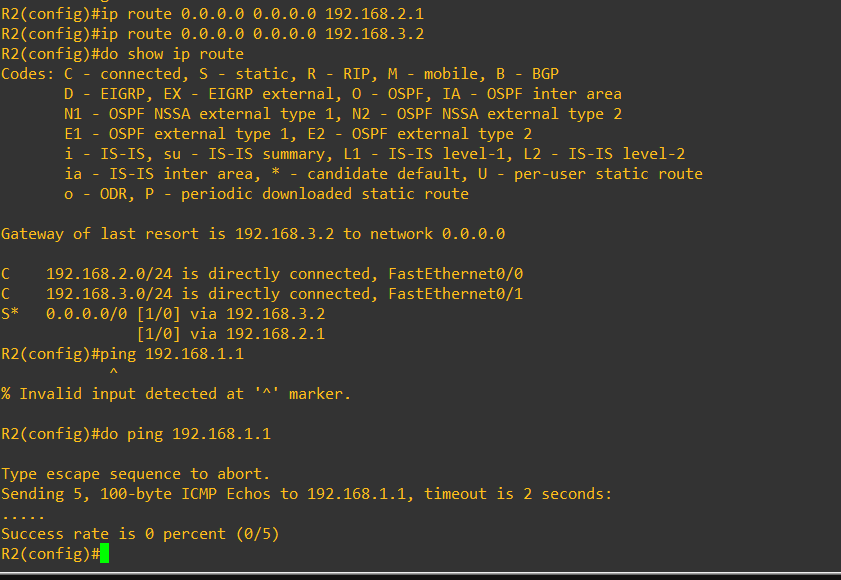 R2(config)#ip route 0.0.0.0 0.0.0.0 192.168.2.1
R2(config)#ip route 0.0.0.0 0.0.0.0 192.168.3.2
R2(config)#do show ip route
Codes: C - connected, S - static, R - RIP, M - mobile, B - BGP
       D - EIGRP, EX - EIGRP external, O - OSPF, IA - OSPF inter area
       N1 - OSPF NSSA external type 1, N2 - OSPF NSSA external type 2
       E1 - OSPF external type 1, E2 - OSPF external type 2
       i - IS-IS, su - IS-IS summary, L1 - IS-IS level-1, L2 - IS-IS level-2
       ia - IS-IS inter area, * - candidate default, U - per-user static route
       o - ODR, P - periodic downloaded static route

Gateway of last resort is 192.168.3.2 to network 0.0.0.0

C    192.168.2.0/24 is directly connected, FastEthernet0/0
C    192.168.3.0/24 is directly connected, FastEthernet0/1
S*   0.0.0.0/0 [1/0] via 192.168.3.2
               [1/0] via 192.168.2.1
R2(config)#ping 192.168.1.1
            ^
% Invalid input detected at '^' marker.

R2(config)#do ping 192.168.1.1

Type escape sequence to abort.
Sending 5, 100-byte ICMP Echos to 192.168.1.1, timeout is 2 seconds:
.....
Success rate is 0 percent (0/5)
R2(config)#